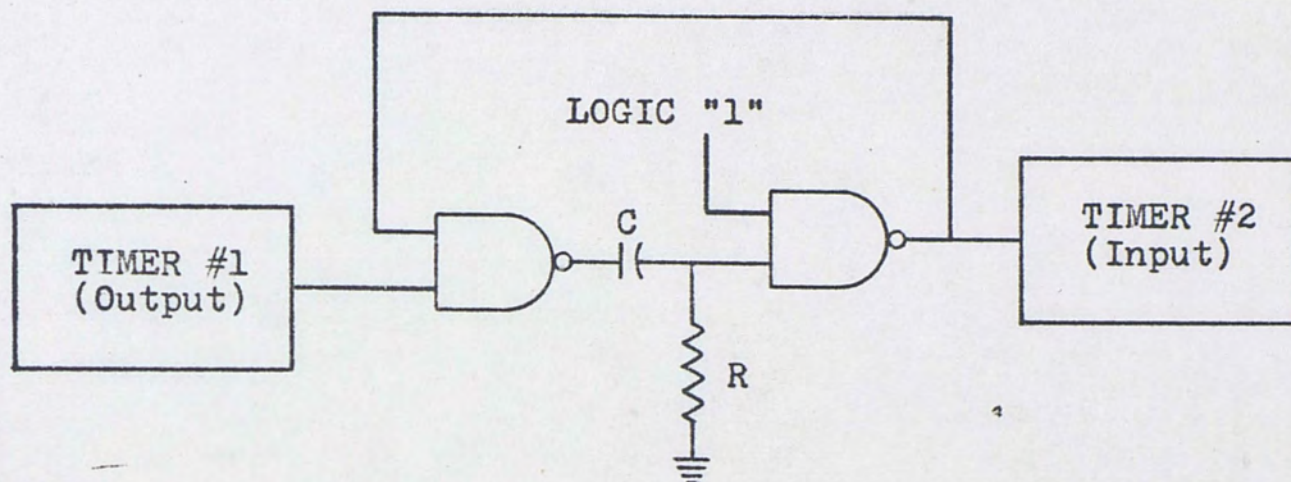 LOGIC "1"
TIMER #1
(Output)
C
TIMER #2
(Input)
R